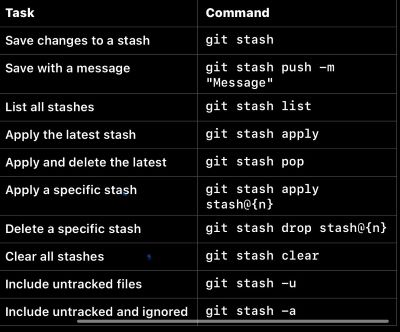 Task Command
Save changes to a stash git stash
Save with a message git stash push -m
"Message"
List all stashes git stash list
Apply the latest stash git stash apply
Apply and delete the latest git stash pop
Apply a specific stash git stash apply
stash@{n}
Delete a specific stash git stash drop stash@{n}
Clear all stashes git stash clear
Include untracked files git stash -u
Include untracked and ignored git stash -a